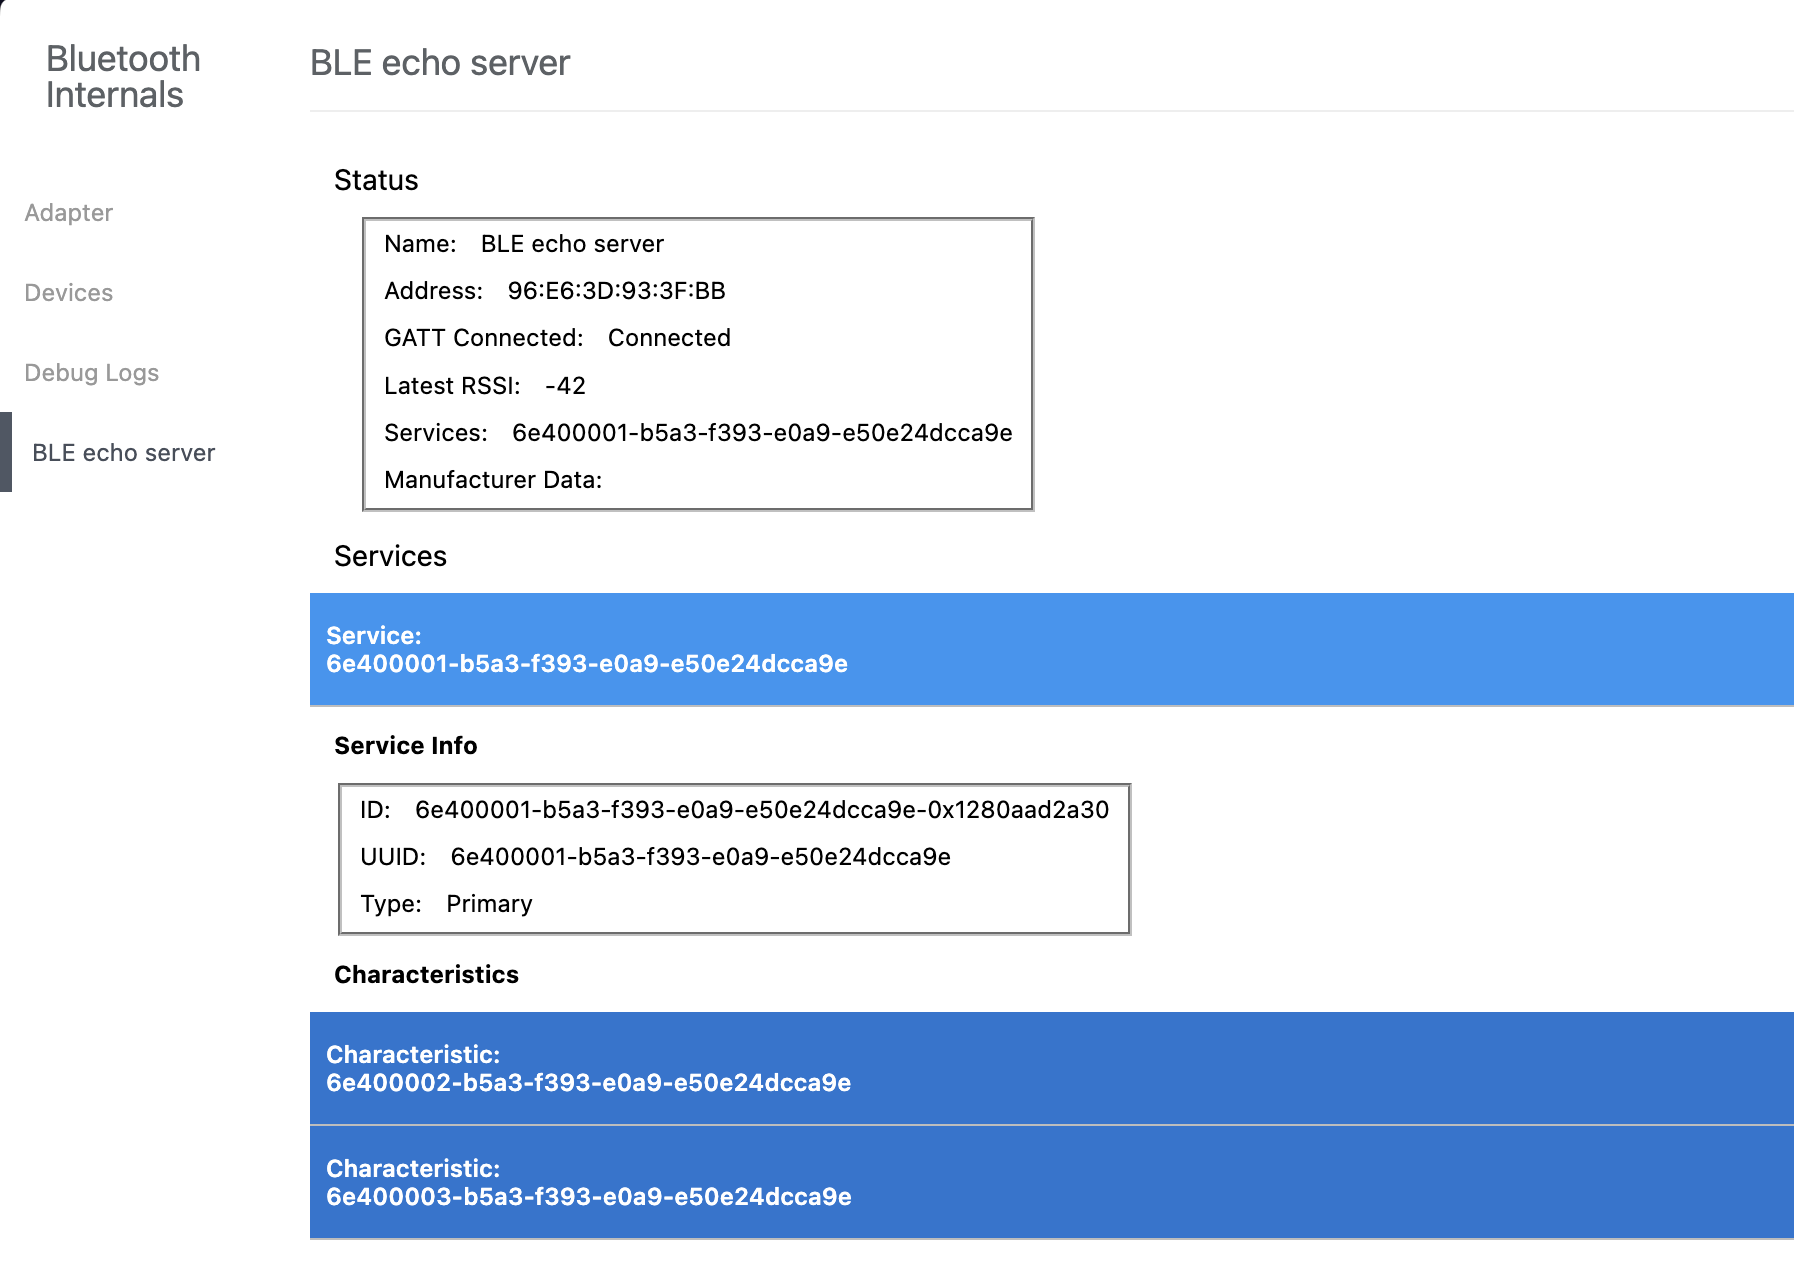 Bluetooth
Internals
Adapter
Devices
Debug Logs
BLE echo server
BLE echo server
Status
Name: BLE echo server
Address: 96:E6:3D:93:3F:BB
GATT Connected: Connected
Latest RSSI: -42
Services: 6e400001-b5a3-f393-e0a9-e50e24dcca9e
Manufacturer Data:
Services
Service:
6e400001-b5a3-f393-e0a9-e50e24dcca9e
Service Info
ID: 6e400001-b5a3-f393-e0a9-e50e24dcca9e-0x1280aad2a30
UUID: 6e400001-b5a3-f393-e0a9-e50e24dcca9e
Type: Primary
Characteristics
Characteristic:
6e400002-b5a3-f393-e0a9-e50e24dcca9e
Characteristic:
6e400003-b5a3-f393-e0a9-e50e24dcca9e